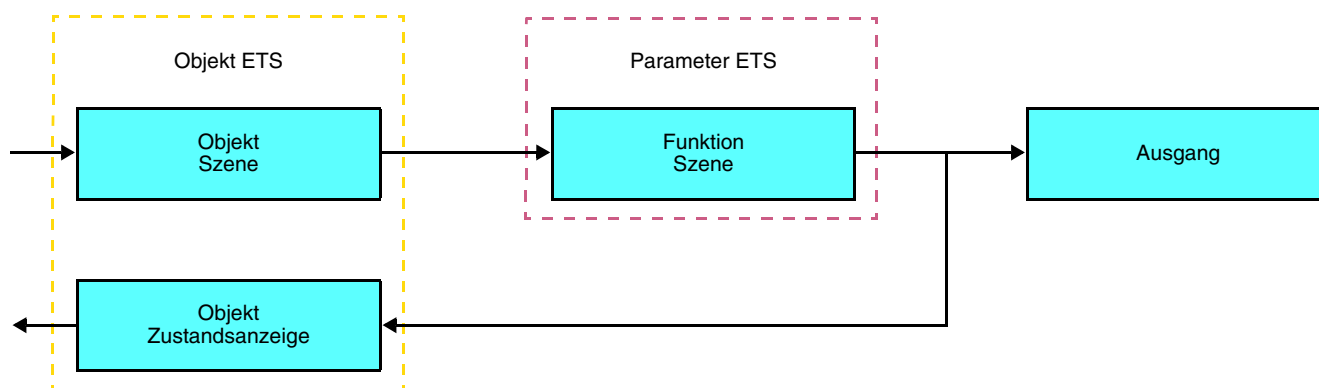 Objekt ETS
Parameter ETS
Objekt
Szene
Funktion
Szene
Ausgang
Objekt
Zustandsanzeige